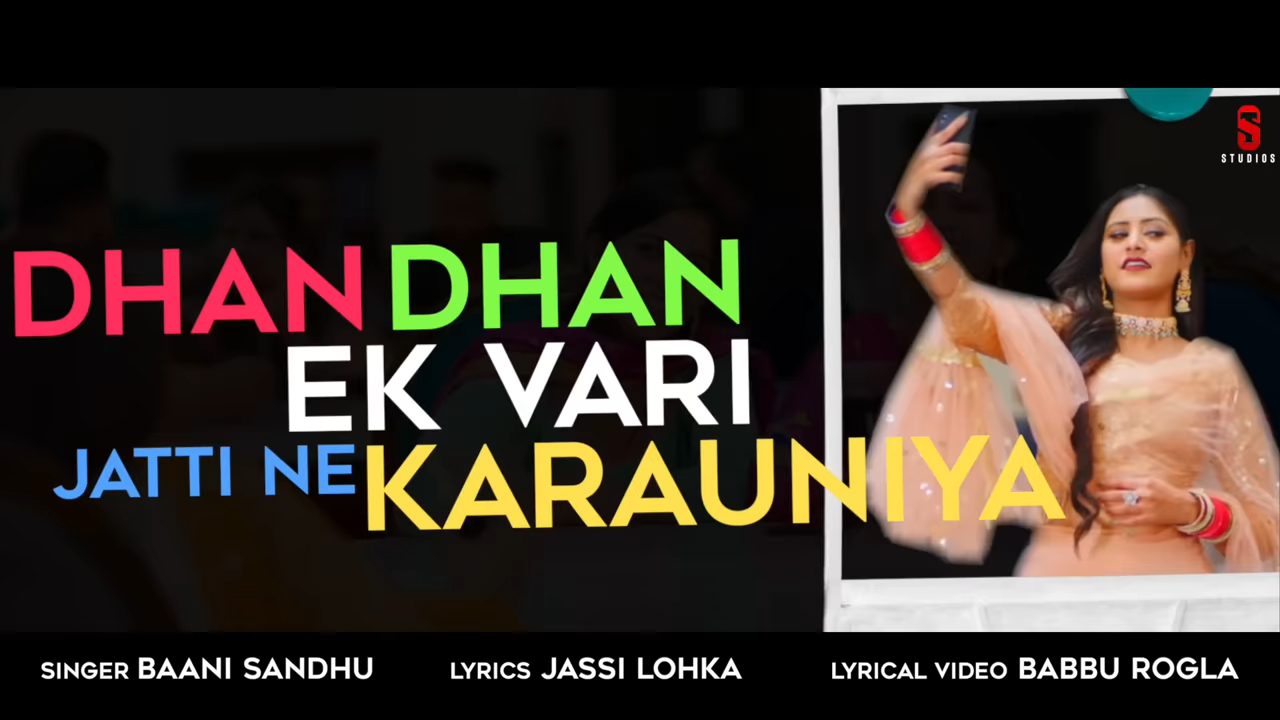 S
STUDIOS
DHAN DHAN
EK VARI
JATTI NE KARAUNIYA
SINGER BAANI SANDHU
LYRICS JASSI LOHKA
LYRICAL VIDEO BABBU ROGLA